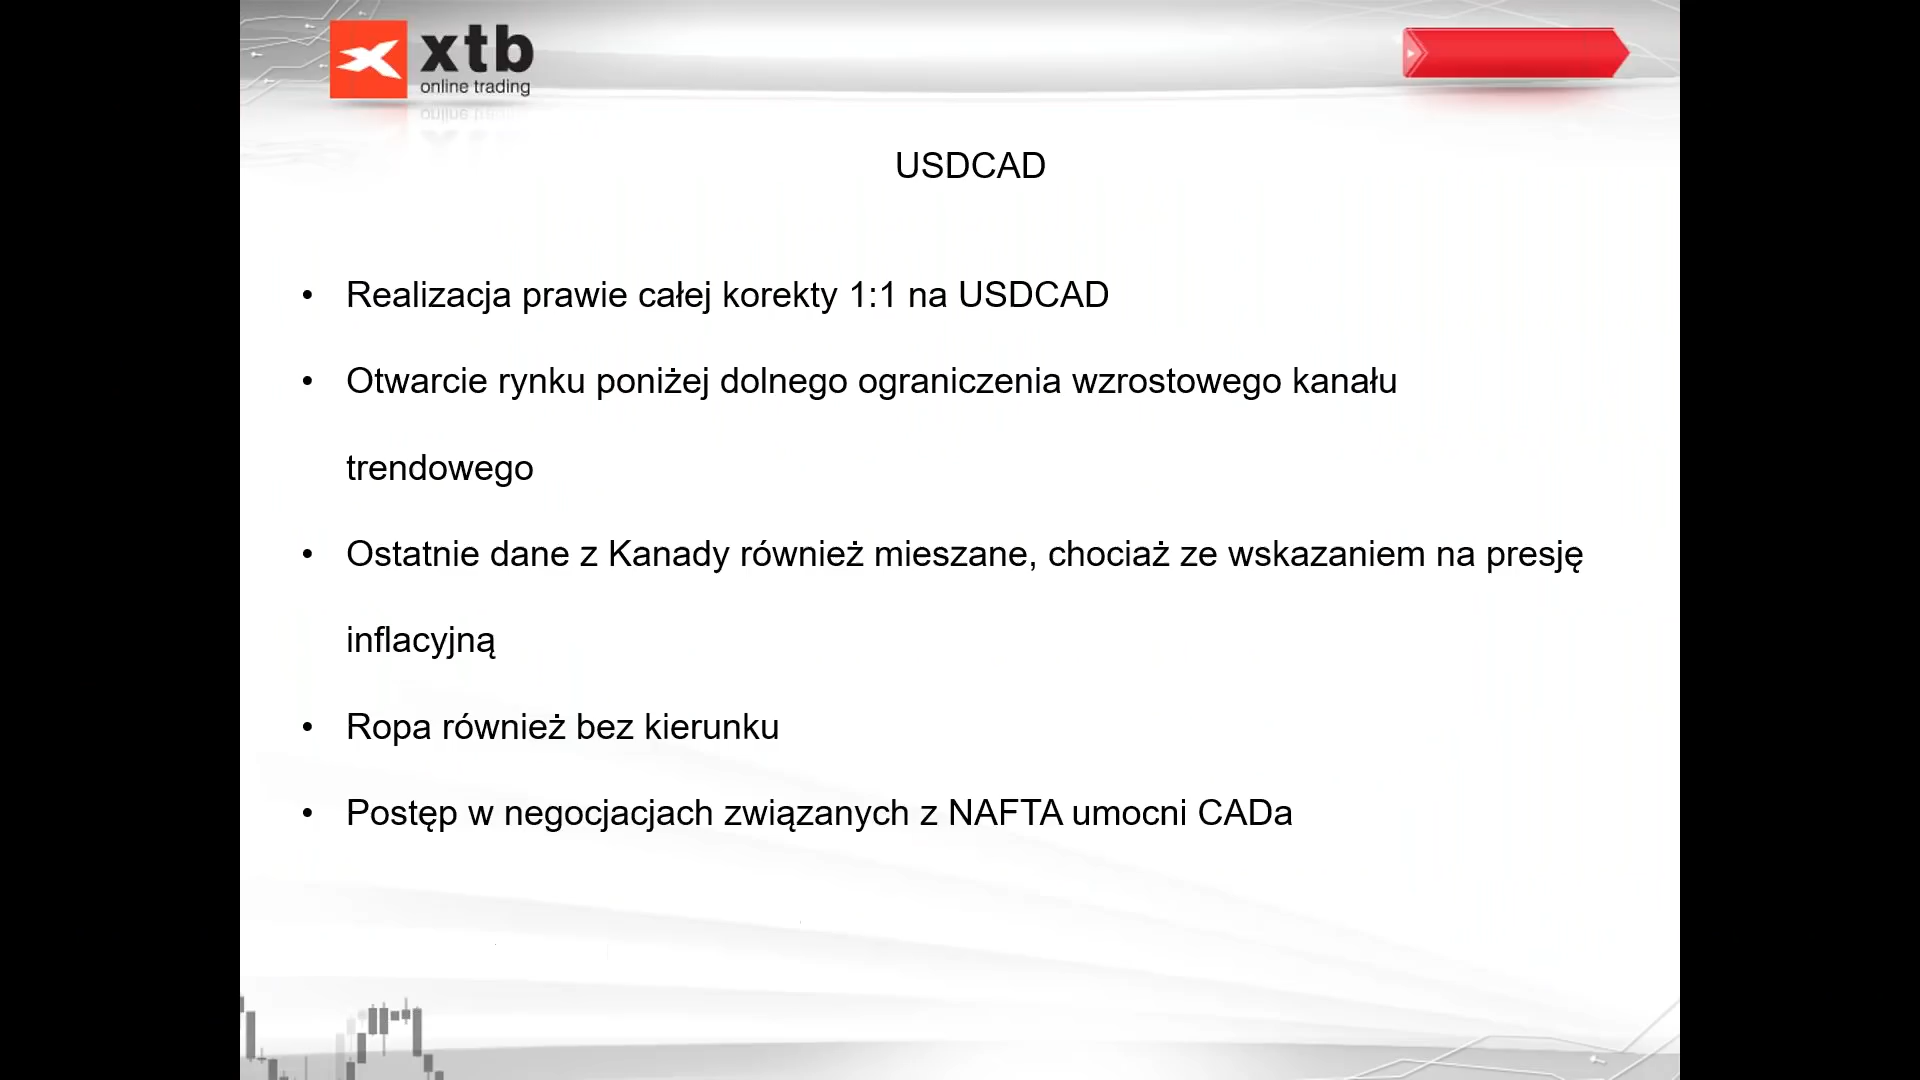 xtb
online trading
USDCAD
• Realizacja prawie całej korekty 1:1 na USDCAD
• Otwarcie rynku poniżej dolnego ograniczenia wzrostowego kanału
trendowego
• Ostatnie dane z Kanady również mieszane, chociaż ze wskazaniem na presję
inflacyjną
• Ropa również bez kierunku
• Postęp w negocjacjach związanych z NAFTA umocni CADa